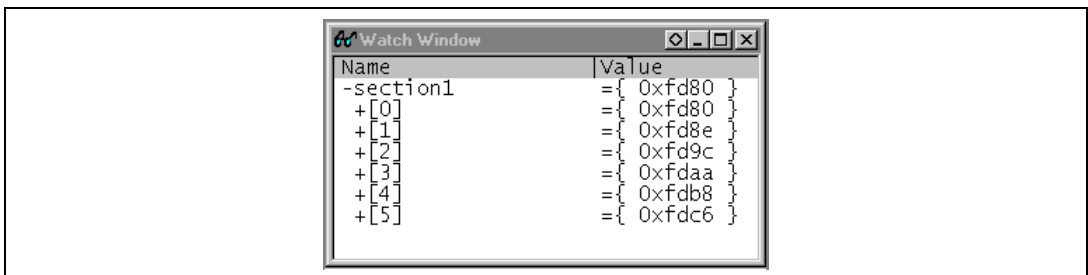 Watch Window
Name Value
-section1 ={ 0xfd80 }
+[0] ={ 0xfd80 }
+[1] ={ 0xfd8e }
+[2] ={ 0xfd9c }
+[3] ={ 0xfdaa }
+[4] ={ 0xfdb8 }
+[5] ={ 0xfdc6 }